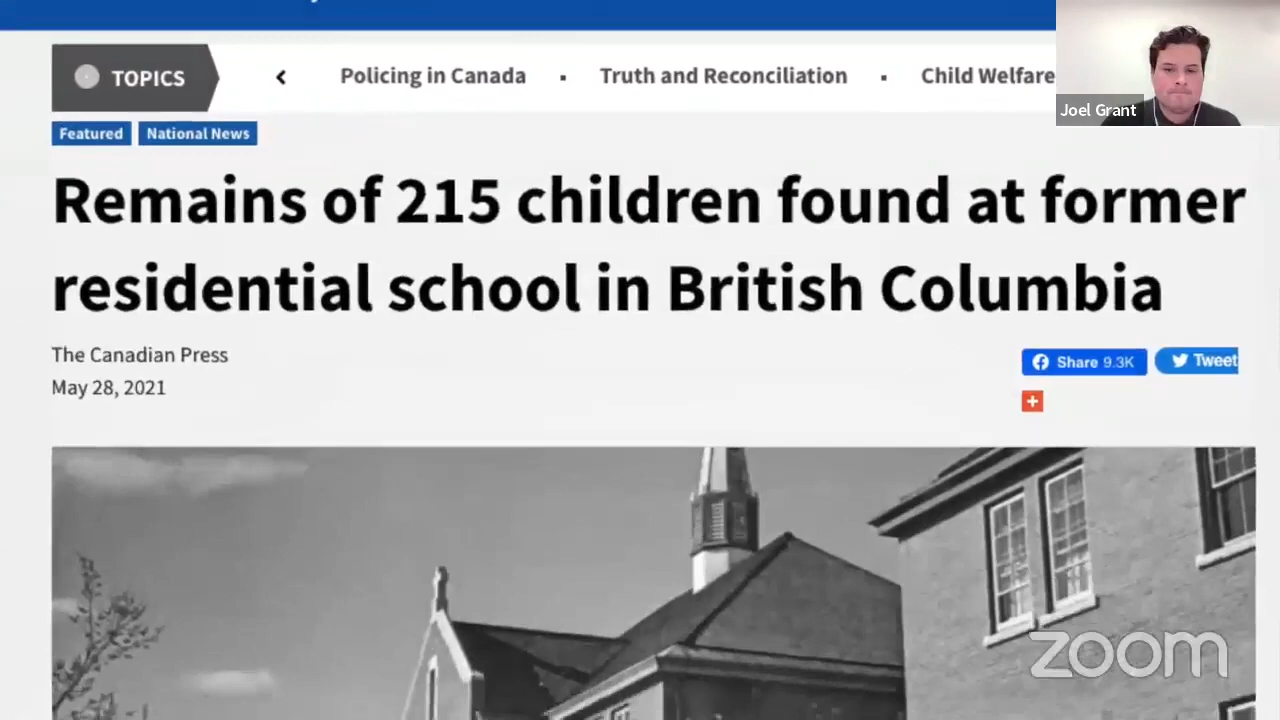 TOPICS
Policing in Canada
Truth and Reconciliation
Child Welfare
Joel Grant
Featured
National News
Remains of 215 children found at former
residential school in British Columbia
The Canadian Press
May 28, 2021
Share 9.3K
Tweet
zoom